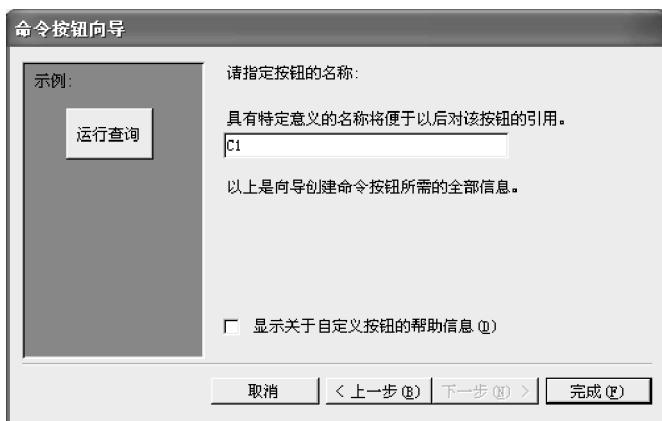 命令按钮向导
示例:
运行查询
请指定按钮的名称:
具有特定意义的名称将便于以后对该按钮的引用。
C1
以上是向导创建命令按钮所需的全部信息。
显示关于自定义按钮的帮助信息(D)
取消
< 上一步(B)
下一步(N) >
完成(F)